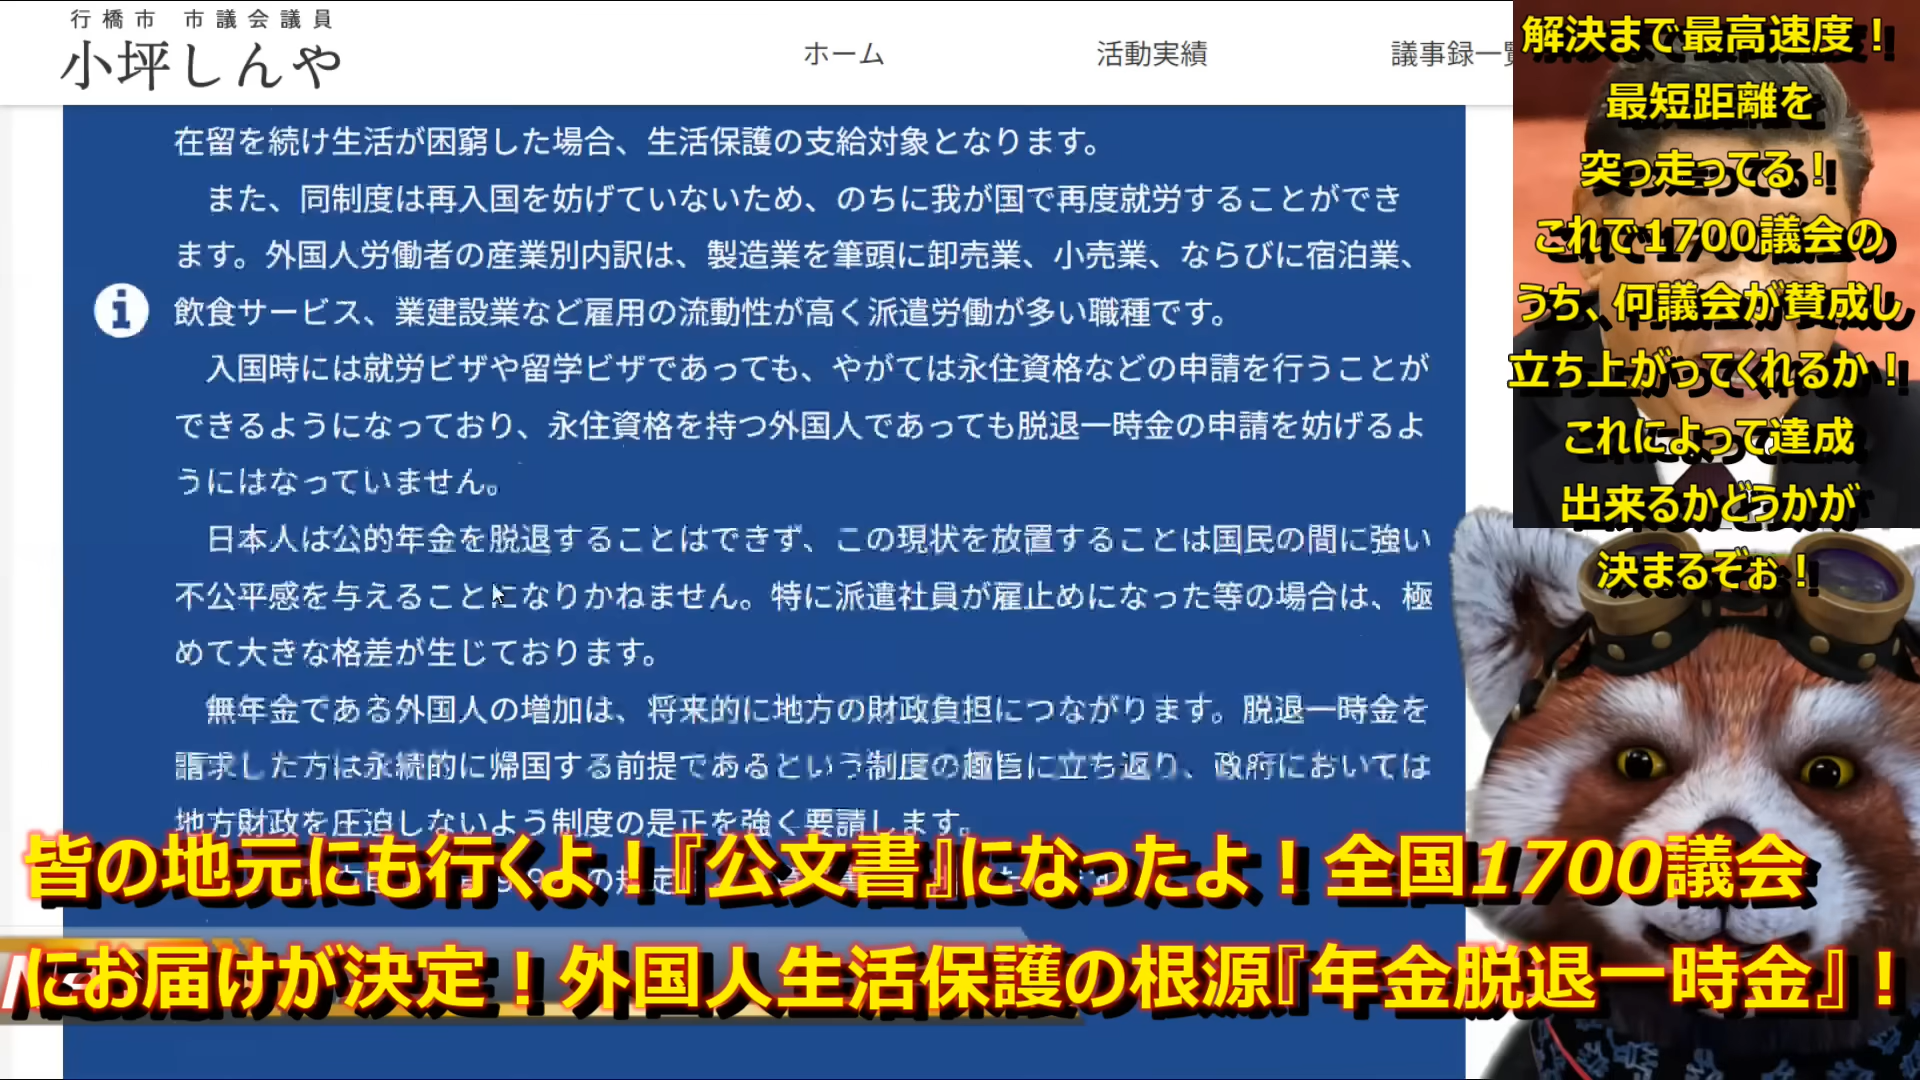 行橋市 市議会議員
小坪しんや
ホーム
活動実績
議事録一覧
在留を続け生活が困窮した場合、生活保護の支給対象となります。
また、同制度は再入国を妨げていないため、のちに我が国で再度就労することができ
ます。外国人労働者の産業別内訳は、製造業を筆頭に卸売業、小売業、ならびに宿泊業、
飲食サービス、業建設業など雇用の流動性が高く派遣労働が多い職種です。
入国時には就労ビザや留学ビザであっても、やがては永住資格などの申請を行うことが
できるようになっており、永住資格を持つ外国人であっても脱退一時金の申請を妨げるよ
うにはなっていません。
日本人は公的年金を脱退することはできず、この現状を放置することは国民の間に強い
不公平感を与えることになりかねません。特に派遣社員が雇止めになった等の場合は、極
めて大きな格差が生じております。
無年金である外国人の増加は、将来的に地方の財政負担につながります。脱退一時金を
請求した方は永続的に帰国する前提であるという制度の趣旨に立ち返り、政府においては
地方財政を圧迫しないよう制度の是正を強く要請します。
解決まで最高速度！
最短距離を
突っ走ってる！
これで1700議会の
うち、何議会が賛成し
立ち上がってくれるか！
これによって達成
出来るかどうかが
決まるぞぉ！
皆の地元にも行くよ！『公文書』になったよ！全国1700議会
にお届けが決定！外国人生活保護の根源『年金脱退一時金』！